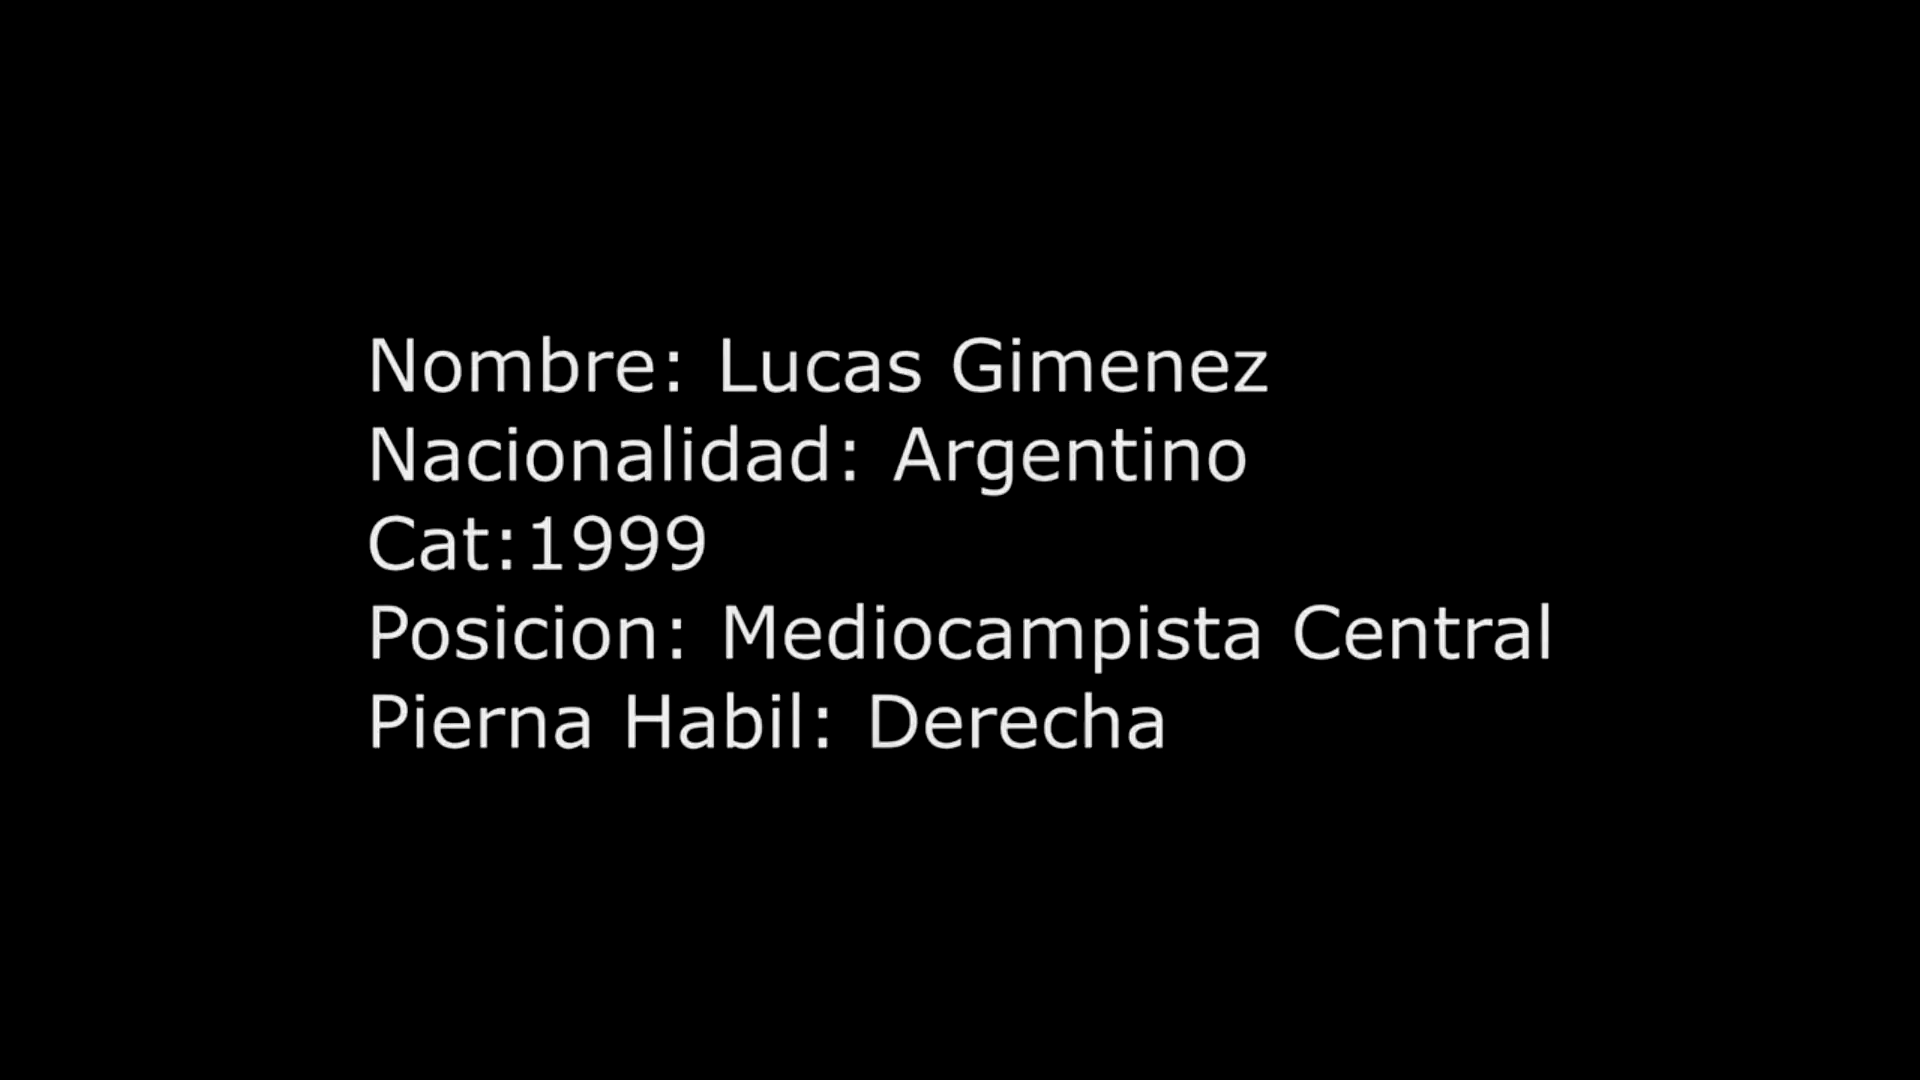 Nombre: Lucas Gimenez
Nacionalidad: Argentino
Cat:1999
Posicion: Mediocampista Central
Pierna Habil: Derecha